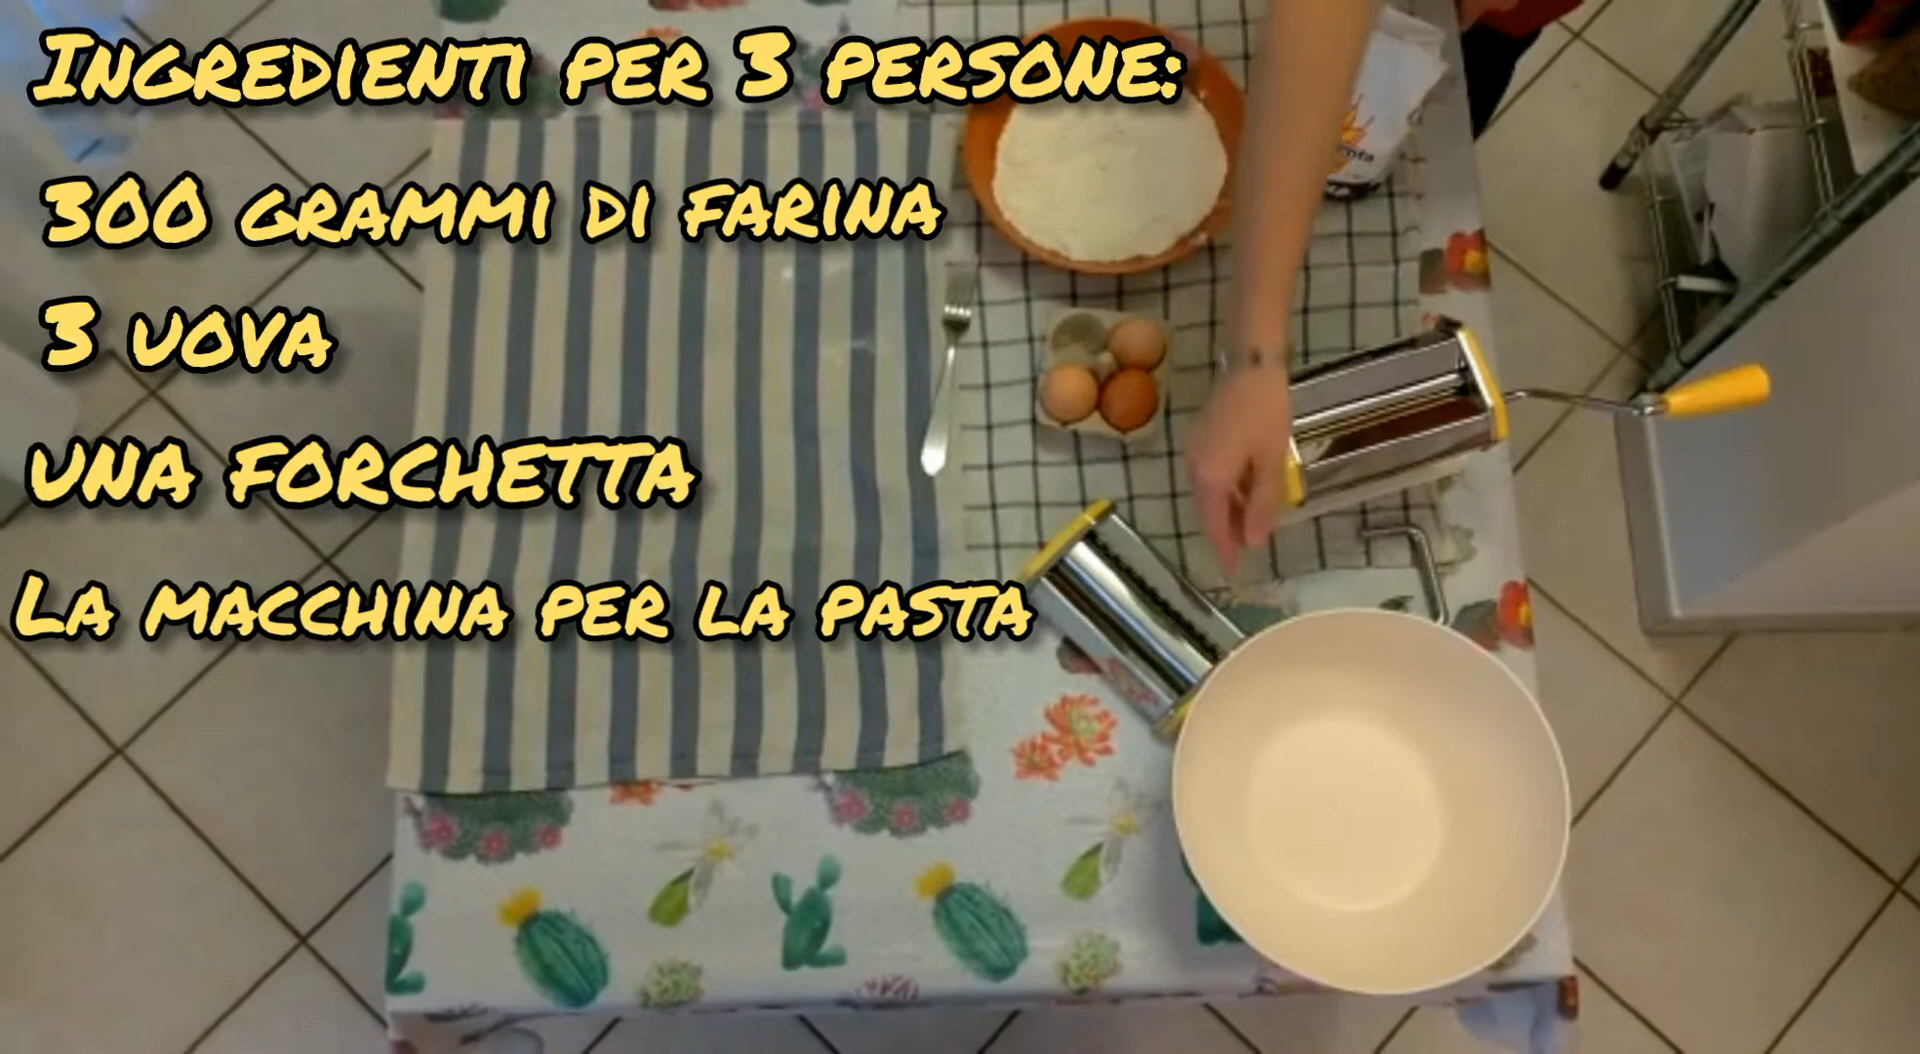 Ingredienti per 3 persone:
300 grammi di farina
3 uova
una forchetta
La macchina per la pasta